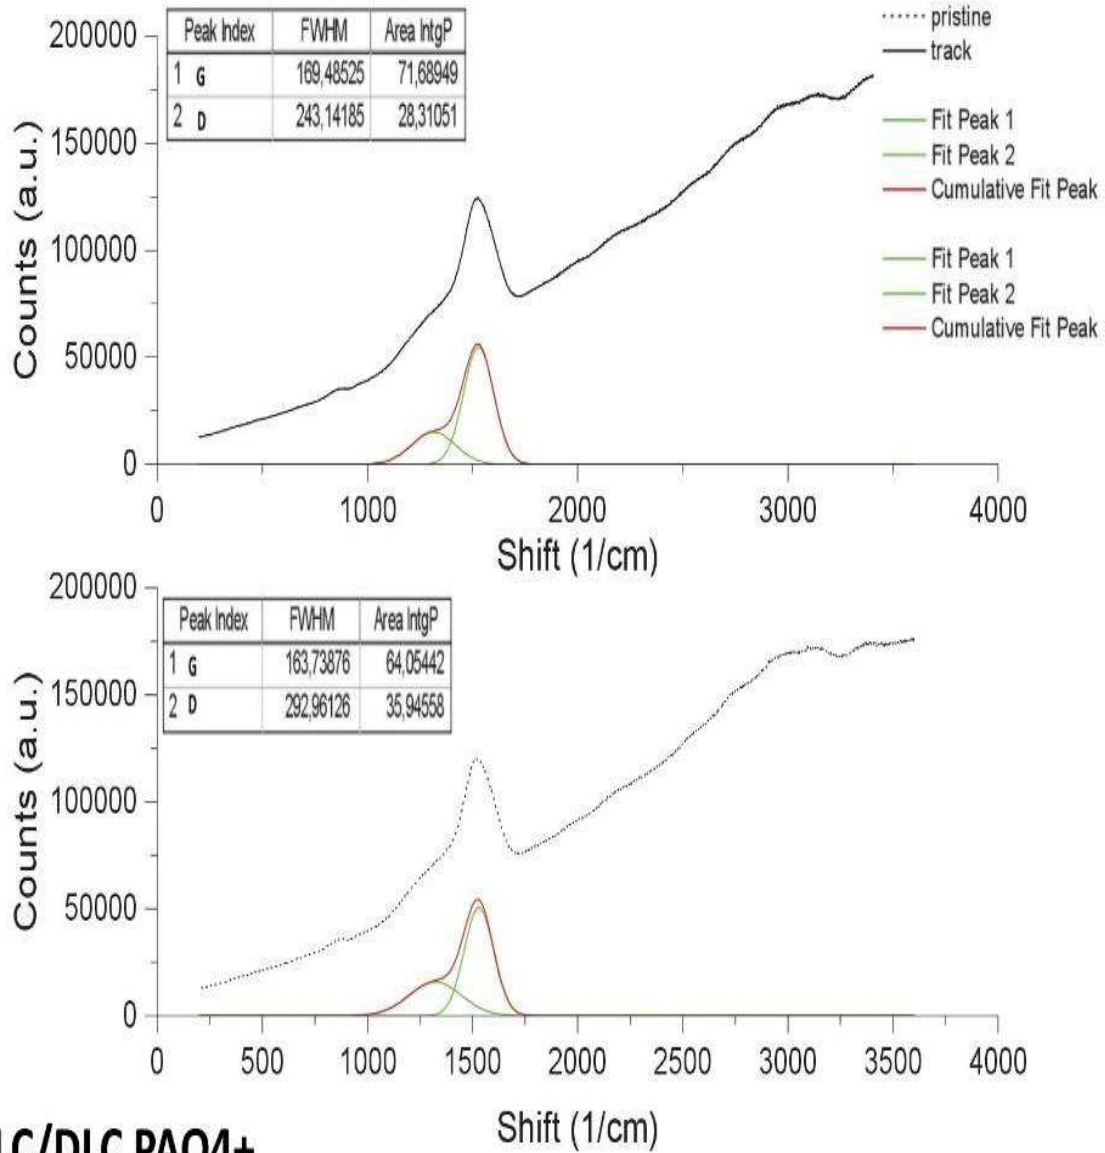 200000
150000
100000
50000
0
Counts (a.u.)
Peak Index FWHM Area IntgP
1 G 169,48525 71,68949
2 D 243,14185 28,31051
pristine
track
Fit Peak 1
Fit Peak 2
Cumulative Fit Peak
Fit Peak 1
Fit Peak 2
Cumulative Fit Peak
0 1000 2000 3000 4000
Shift (1/cm)
200000
150000
100000
50000
0
Counts (a.u.)
Peak Index FWHM Area IntgP
1 G 163,73876 64,05442
2 D 292,96126 35,94558
0 500 1000 1500 2000 2500 3000 3500 4000
Shift (1/cm)
LC/DLC PAO4+